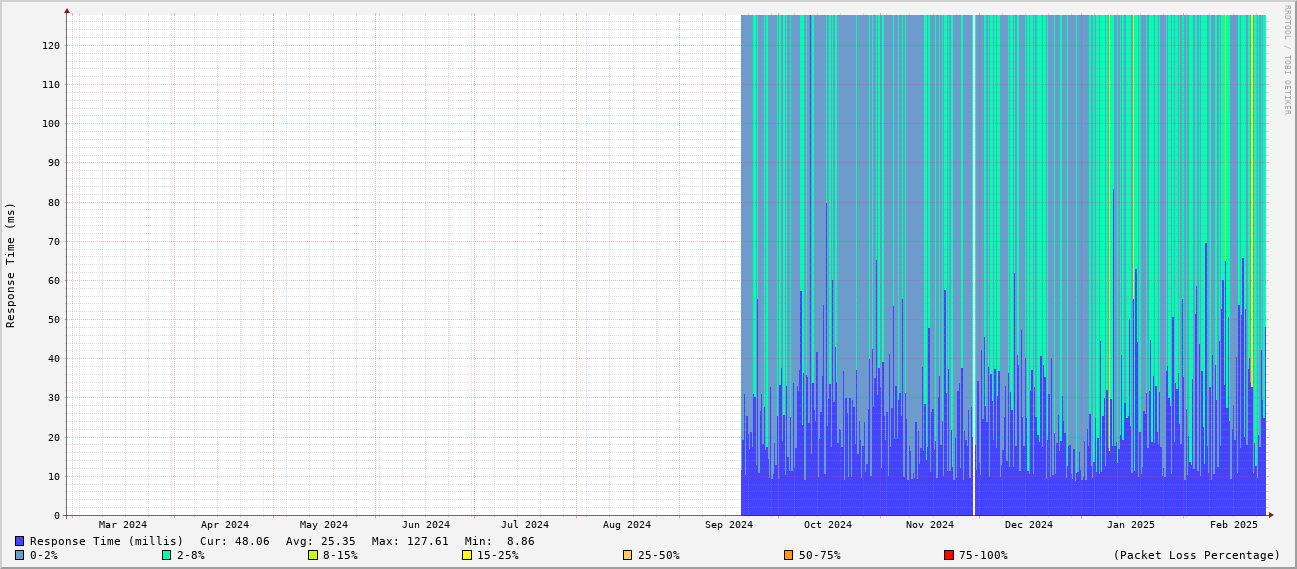 RRDTOOL / TOBI OETIKER
Response Time (ms)
120
110
100
90
80
70
60
50
40
30
20
10
0
Mar 2024 Apr 2024 May 2024 Jun 2024 Jul 2024 Aug 2024 Sep 2024 Oct 2024 Nov 2024 Dec 2024 Jan 2025 Feb 2025
Response Time (millis) Cur: 48.06 Avg: 25.35 Max: 127.61 Min: 8.86
0-2% 2-8% 8-15% 15-25% 25-50% 50-75% 75-100% (Packet Loss Percentage)